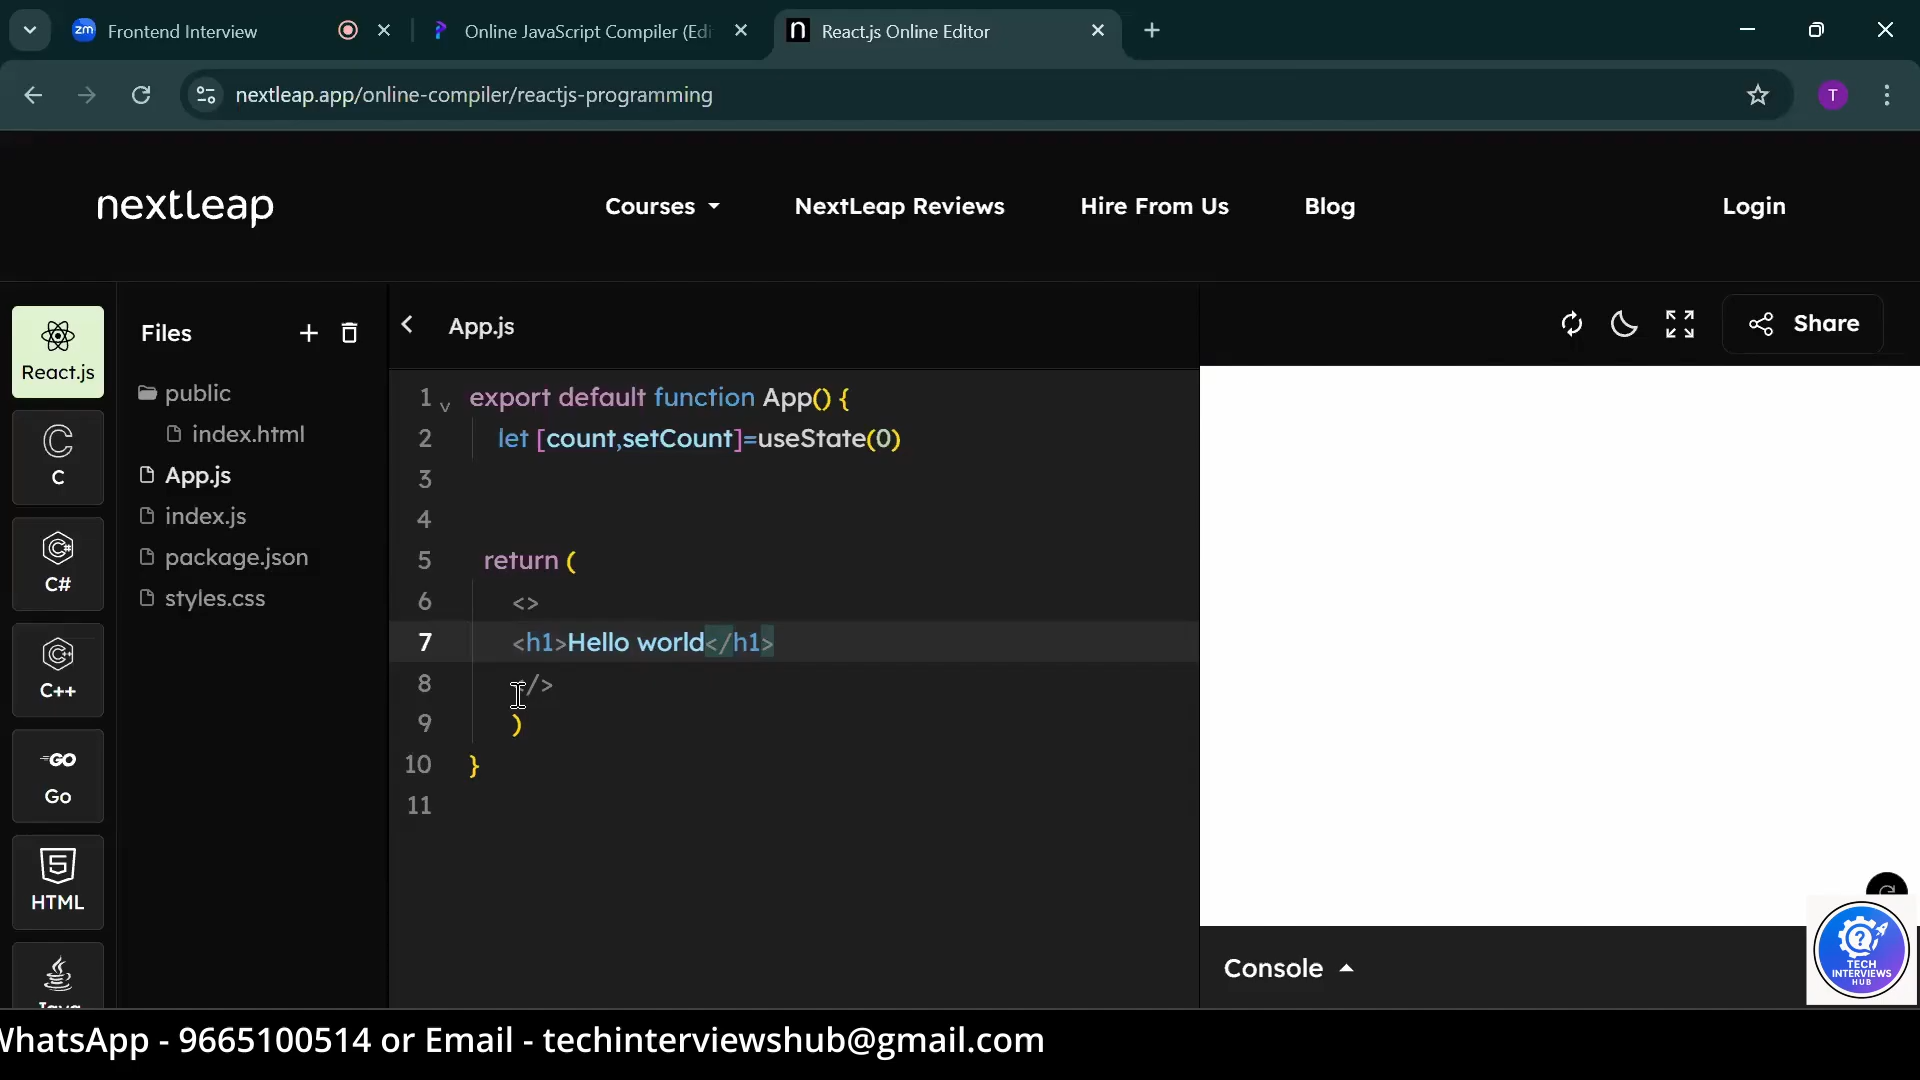 zm Frontend Interview
Online JavaScript Compiler (Edi
n React.js Online Editor
nextleap.app/online-compiler/reactjs-programming
T
nextleap
Courses
NextLeap Reviews
Hire From Us
Blog
Login
React.js
C
C#
C++
Go
HTML
Java
Files
public
index.html
App.js
index.js
package.json
styles.css
App.js
Share
1 export default function App() {
2 let [count,setCount]=useState(0)
3
4
5 return (
6 <>
7 <h1>Hello world</h1>
8 </>
9 )
10 }
11
Console
TECH
INTERVIEWS
HUB
WhatsApp - 9665100514 or Email - techinterviewshub@gmail.com